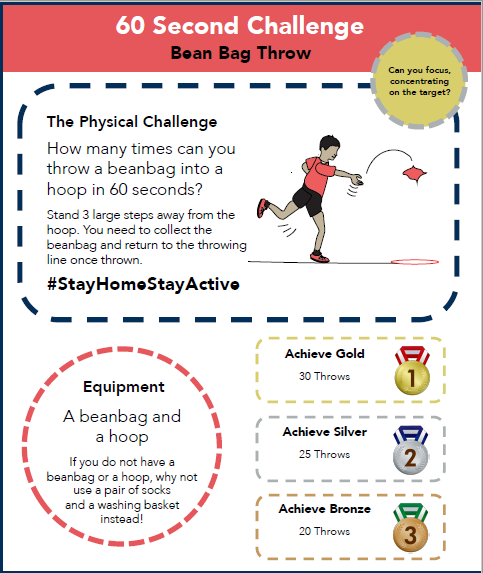 60 Second Challenge
Bean Bag Throw
Can you focus,
concentrating
on the target?
The Physical Challenge
How many times can you
throw a beanbag into a
hoop in 60 seconds?
Stand 3 large steps away from the
hoop. You need to collect the
beanbag and return to the throwing
line once thrown.
#StayHomeStayActive
Equipment
A beanbag and
a hoop
If you do not have a
beanbag or a hoop, why not
use a pair of socks
and a washing basket
instead!
Achieve Gold
30 Throws
1
Achieve Silver
25 Throws
2
Achieve Bronze
20 Throws
3